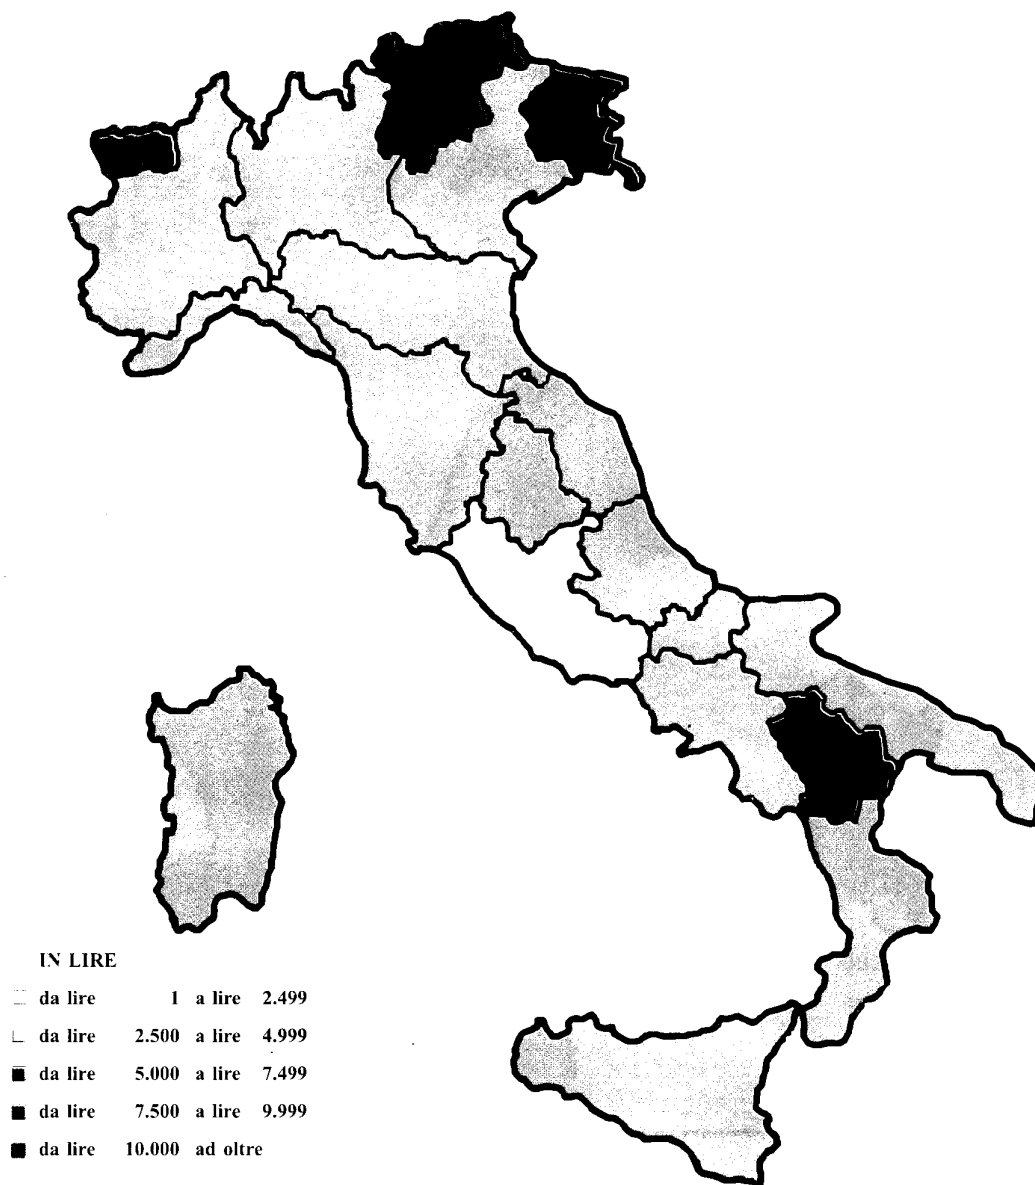 IN LIRE
da lire 1 a lire 2.499
da lire 2.500 a lire 4.999
da lire 5.000 a lire 7.499
da lire 7.500 a lire 9.999
da lire 10.000 ad oltre